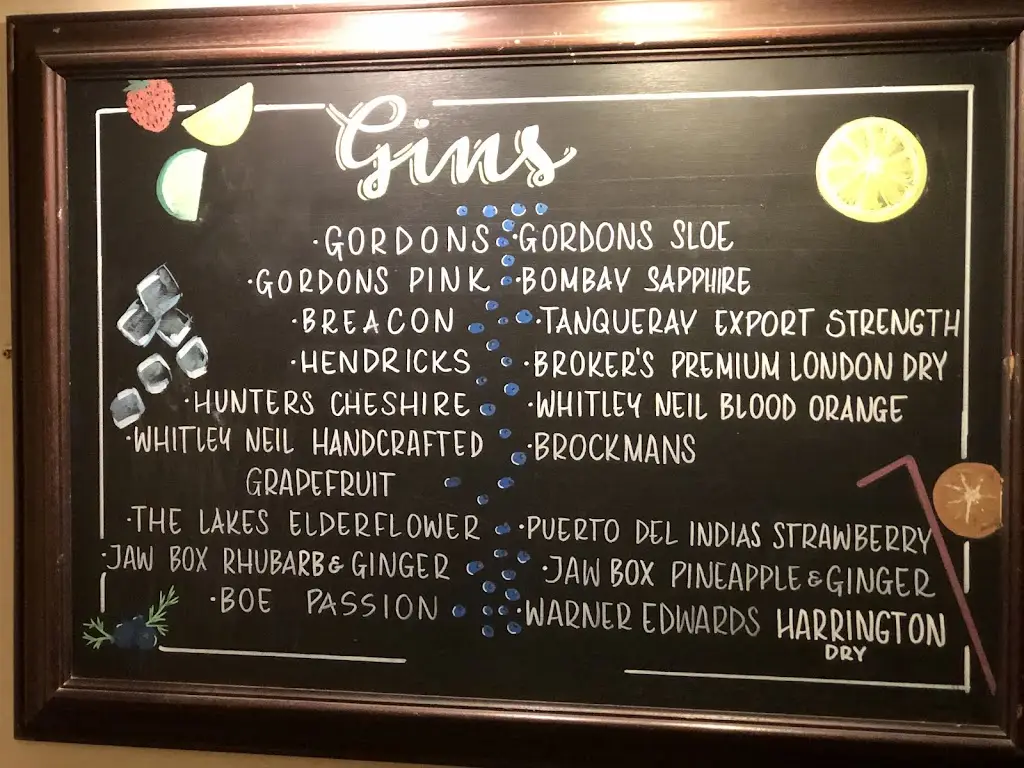 Gins
·GORDONS
·GORDONS PINK
·BREACON
·HENDRICKS
·HUNTERS CHESHIRE
·WHITLEY NEIL HANDCRAFTED
GRAPEFRUIT
·THE LAKES ELDERFLOWER
·JAW BOX RHUBARB & GINGER
·BOE PASSION
·GORDONS SLOE
·BOMBAY SAPPHIRE
·TANQUERAY EXPORT STRENGTH
·BROKER'S PREMIUM LONDON DRY
·WHITLEY NEIL BLOOD ORANGE
·BROCKMANS
·PUERTO DEL INDIAS STRAWBERRY
·JAW BOX PINEAPPLE & GINGER
·WARNER EDWARDS HARRINGTON
DRY